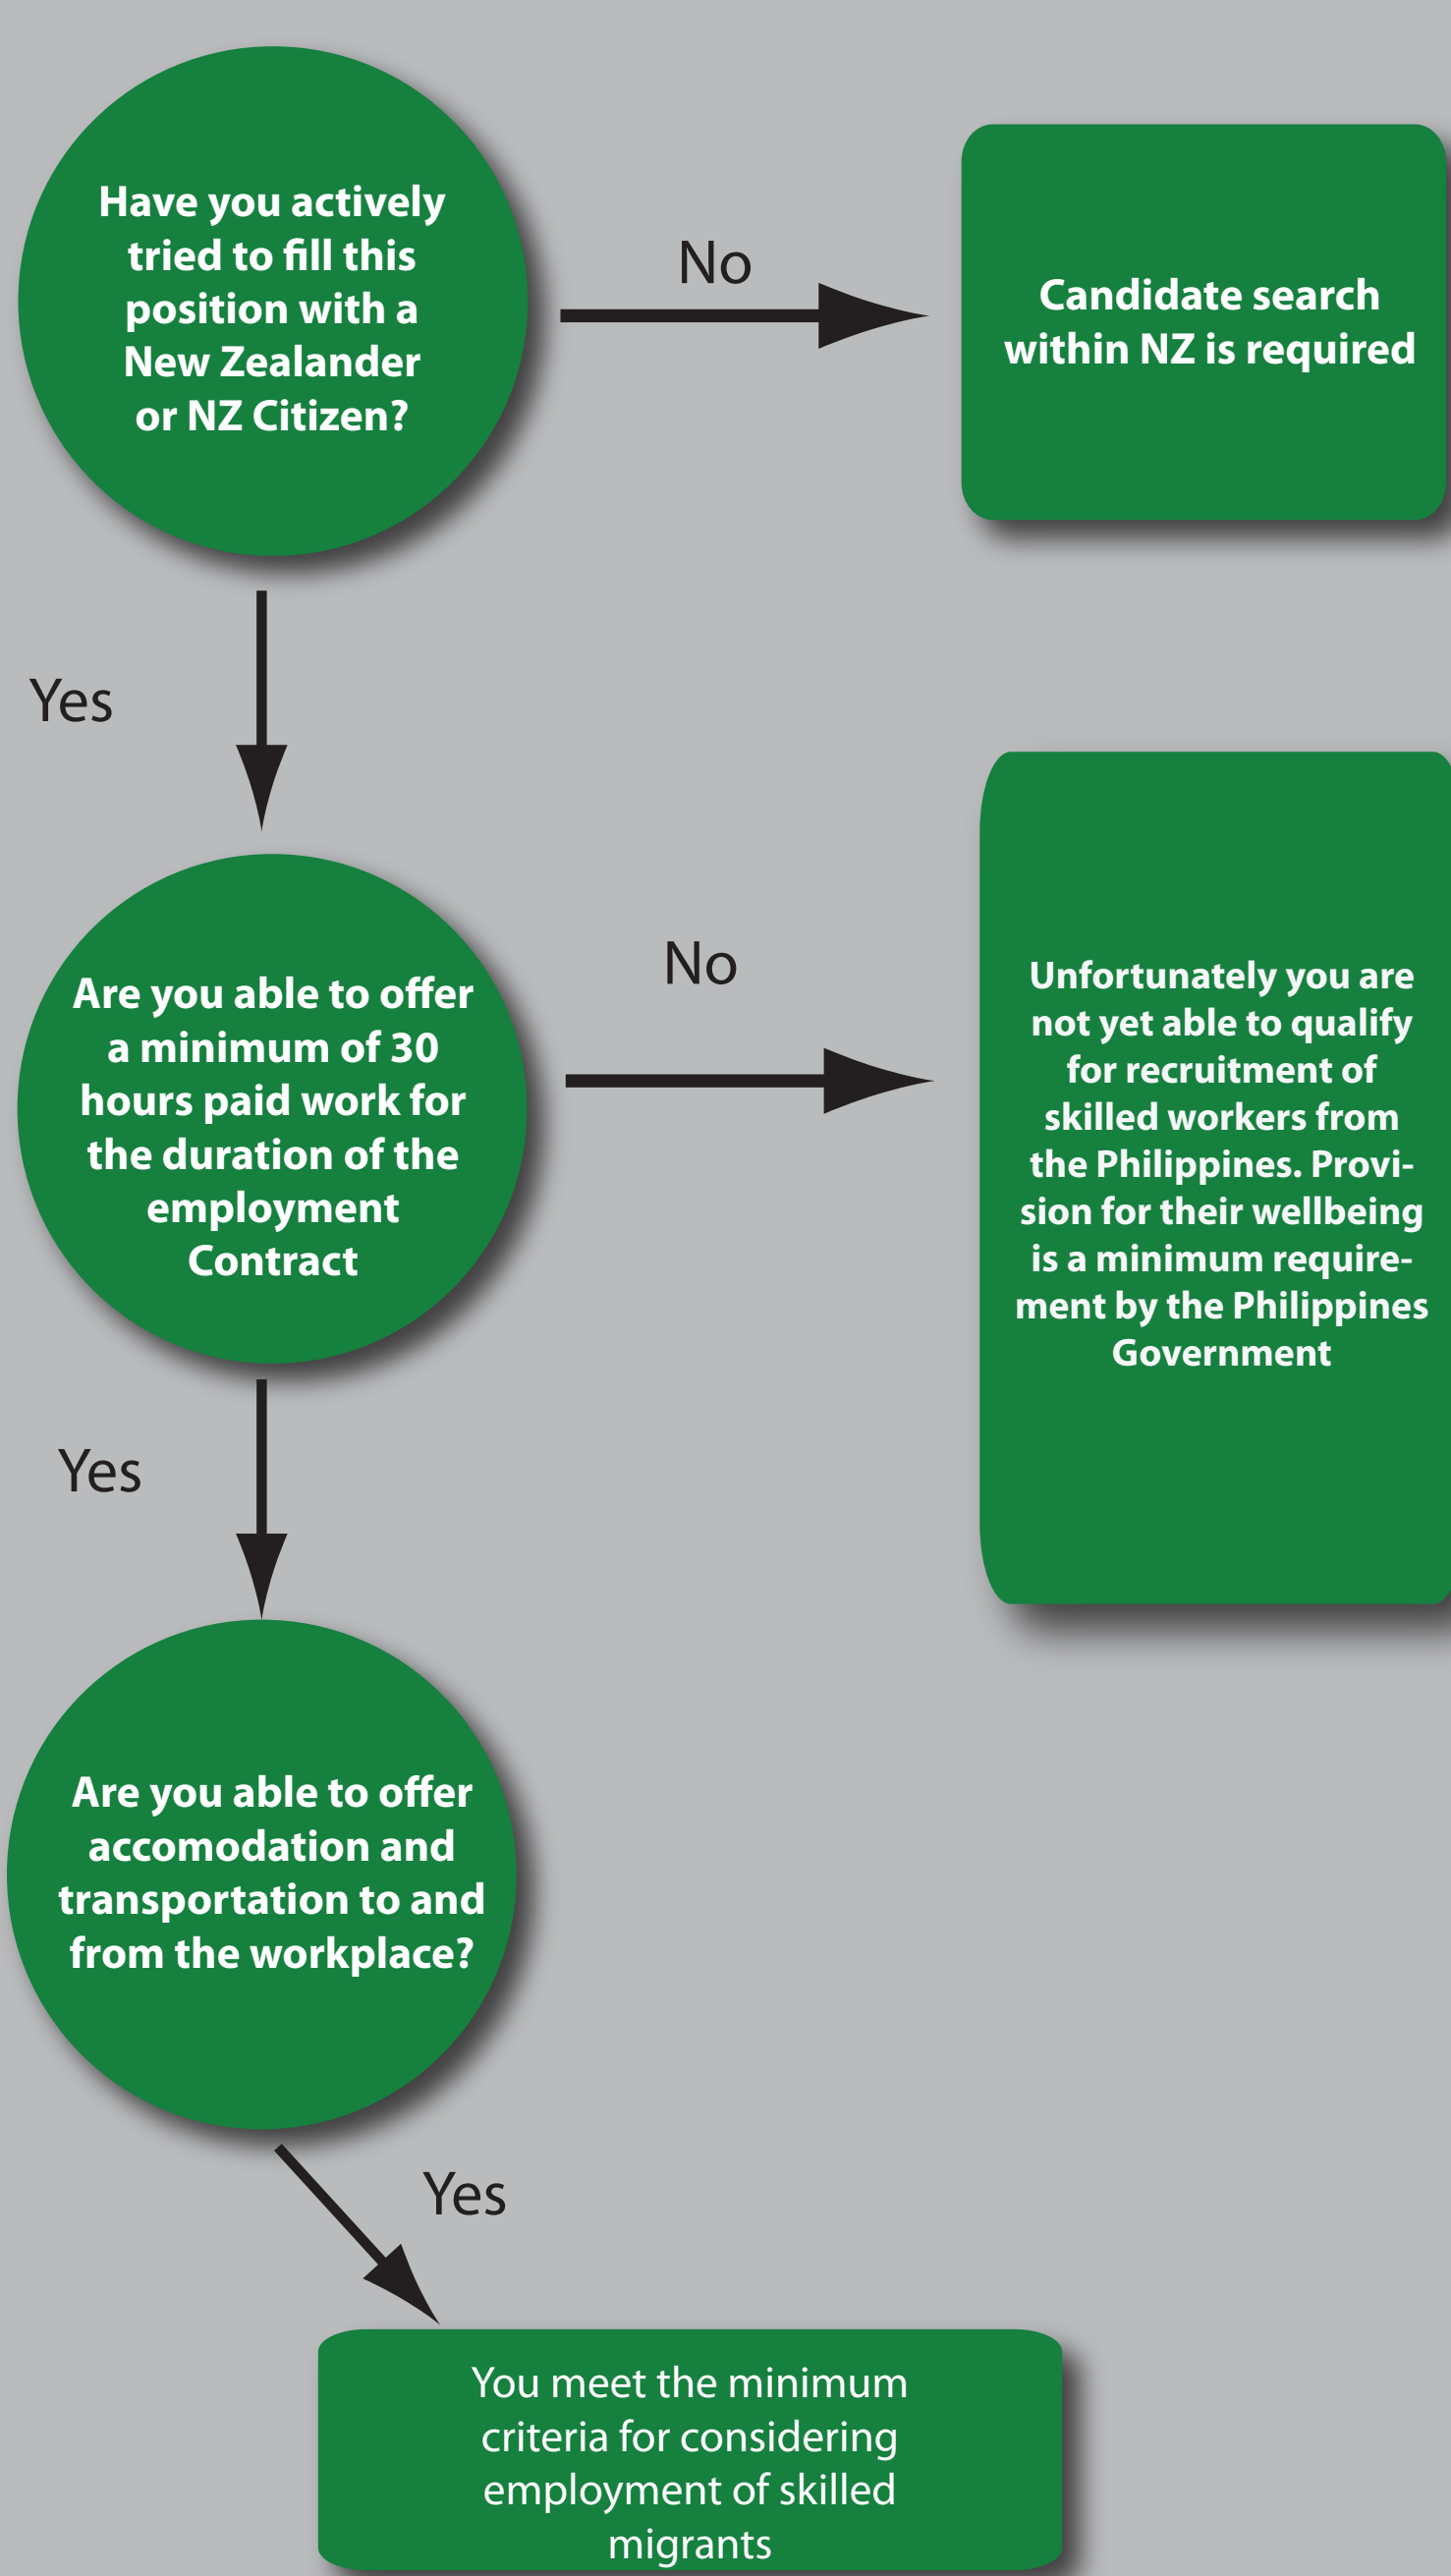 Have you actively
tried to fill this
position with a
New Zealander
or NZ Citizen?
No
Candidate search
within NZ is required
Yes
Are you able to offer
a minimum of 30
hours paid work for
the duration of the
employment
Contract
No
Unfortunately you are
not yet able to qualify
for recruitment of
skilled workers from
the Philippines. Provi-
sion for their wellbeing
is a minimum require-
ment by the Philippines
Government
Yes
Are you able to offer
accomodation and
transportation to and
from the workplace?
Yes
You meet the minimum
criteria for considering
employment of skilled
migrants